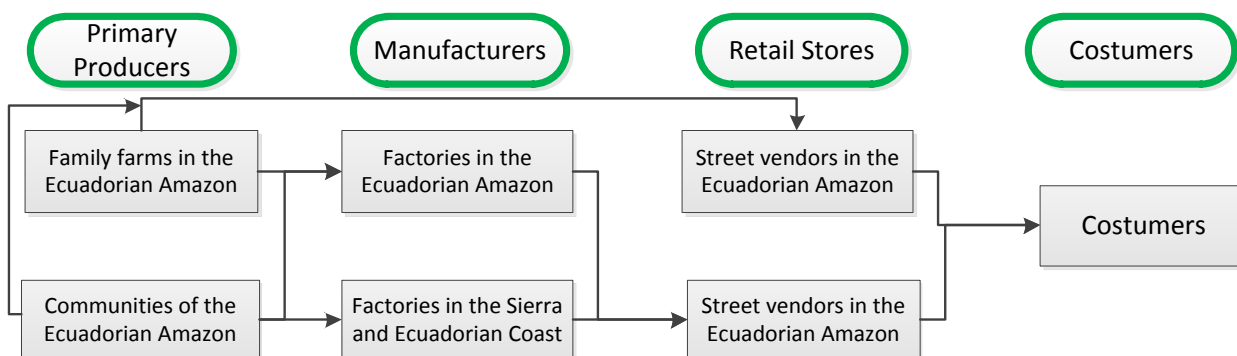 Primary
Producers
Manufacturers
Retail Stores
Costumers
Family farms in the
Ecuadorian Amazon
Factories in the
Ecuadorian Amazon
Street vendors in the
Ecuadorian Amazon
Costumers
Communities of the
Ecuadorian Amazon
Factories in the Sierra
and Ecuadorian Coast
Street vendors in the
Ecuadorian Amazon